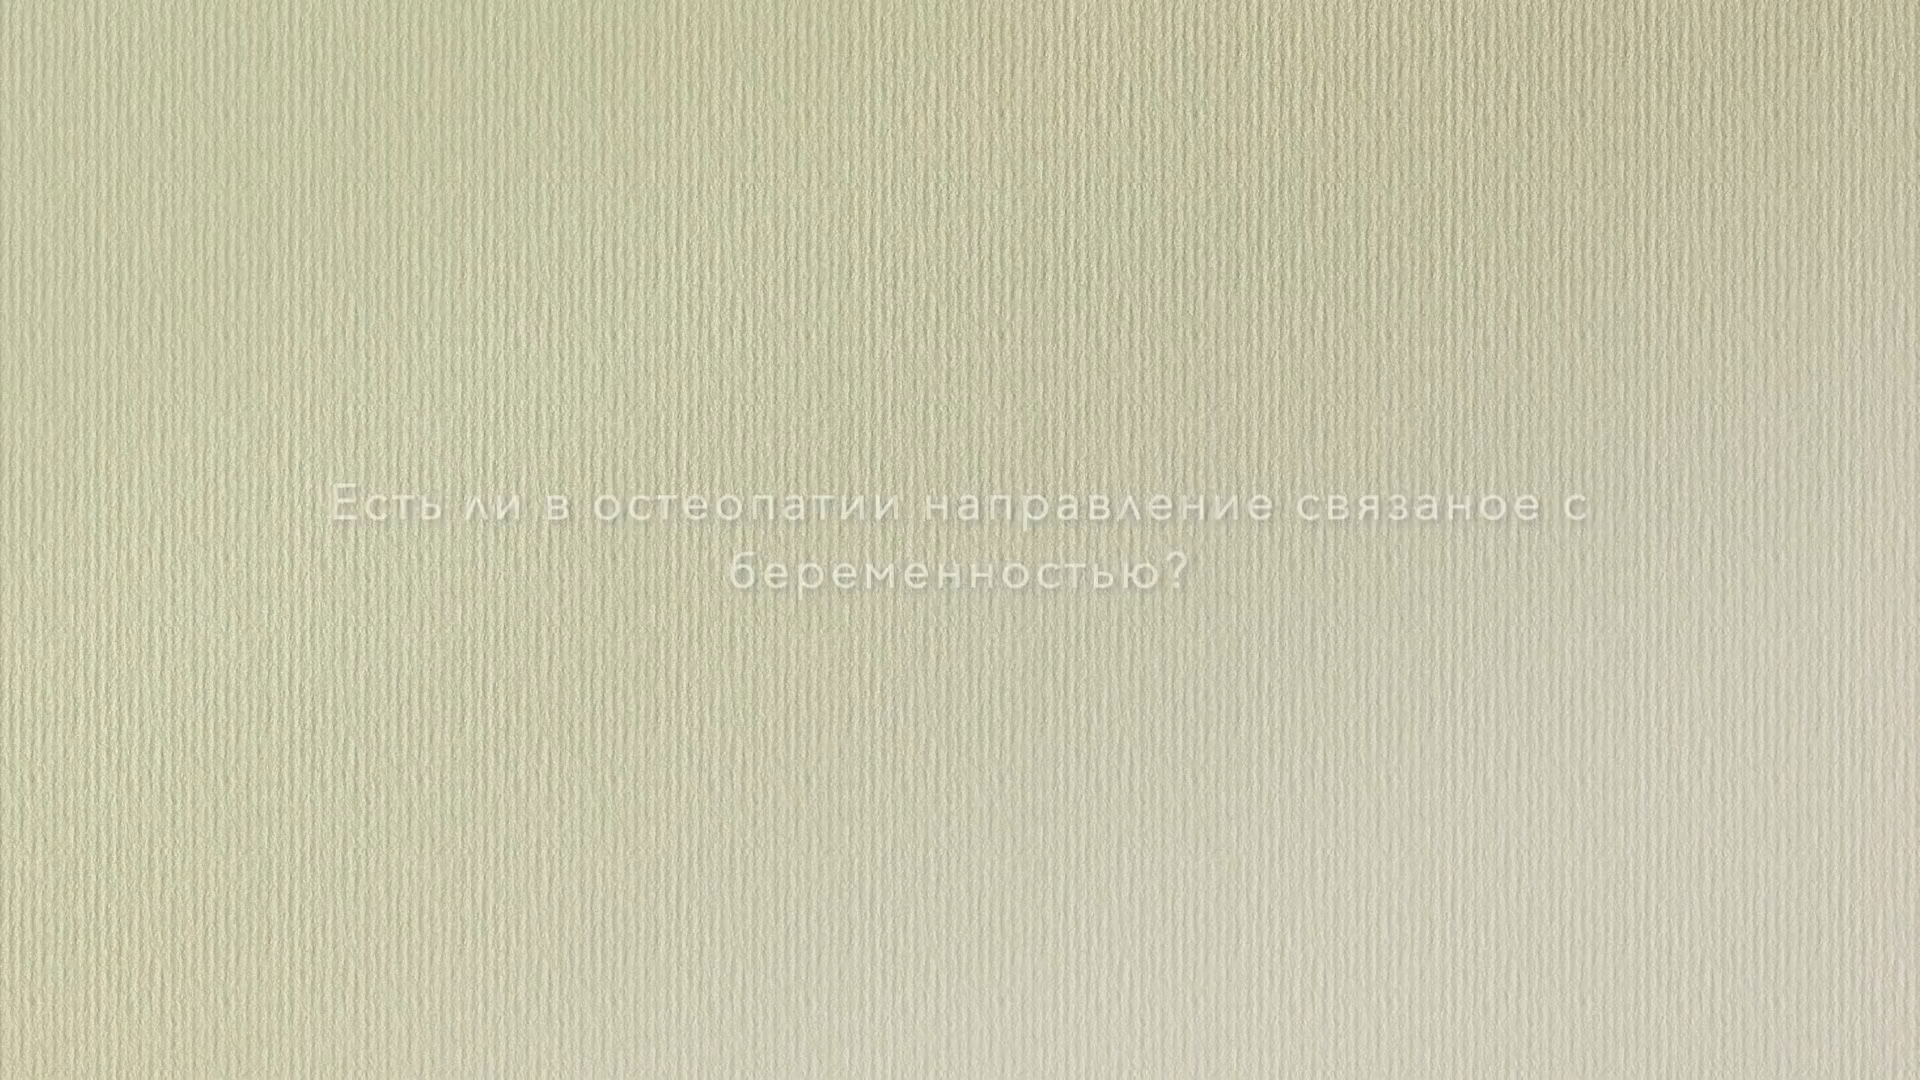 Есть ли в остеопатии направление связаное с
беременностью?